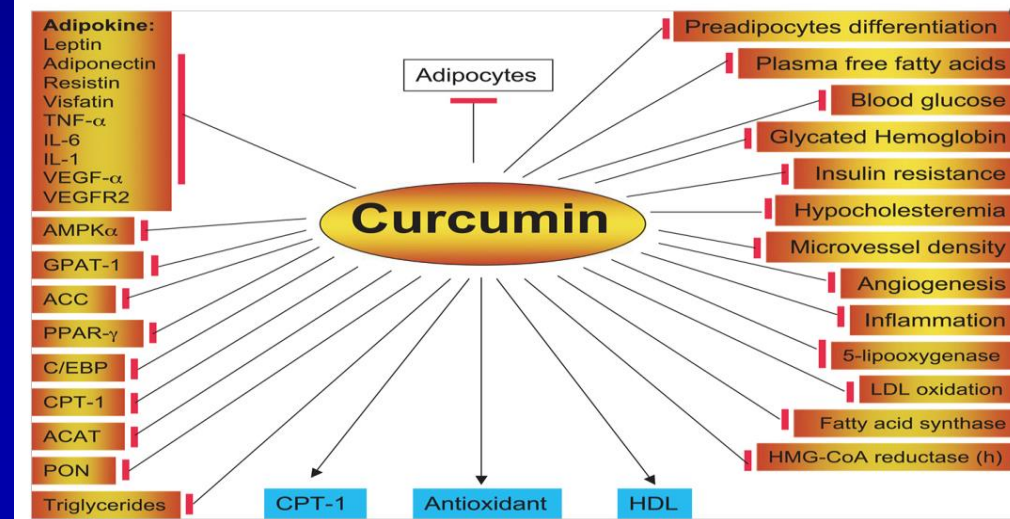 Adipokine:
Leptin
Adiponectin
Resistin
Visfatin
TNF-α
IL-6
IL-1
VEGF-α
VEGFR2
AMPKα
GPAT-1
ACC
PPAR-γ
C/EBP
CPT-1
ACAT
PON
Triglycerides
Adipocytes
Curcumin
CPT-1
Antioxidant
HDL
Preadipocytes differentiation
Plasma free fatty acids
Blood glucose
Glycated Hemoglobin
Insulin resistance
Hypocholesteremia
Microvessel density
Angiogenesis
Inflammation
5-lipooxygenase
LDL oxidation
Fatty acid synthase
HMG-CoA reductase (h)